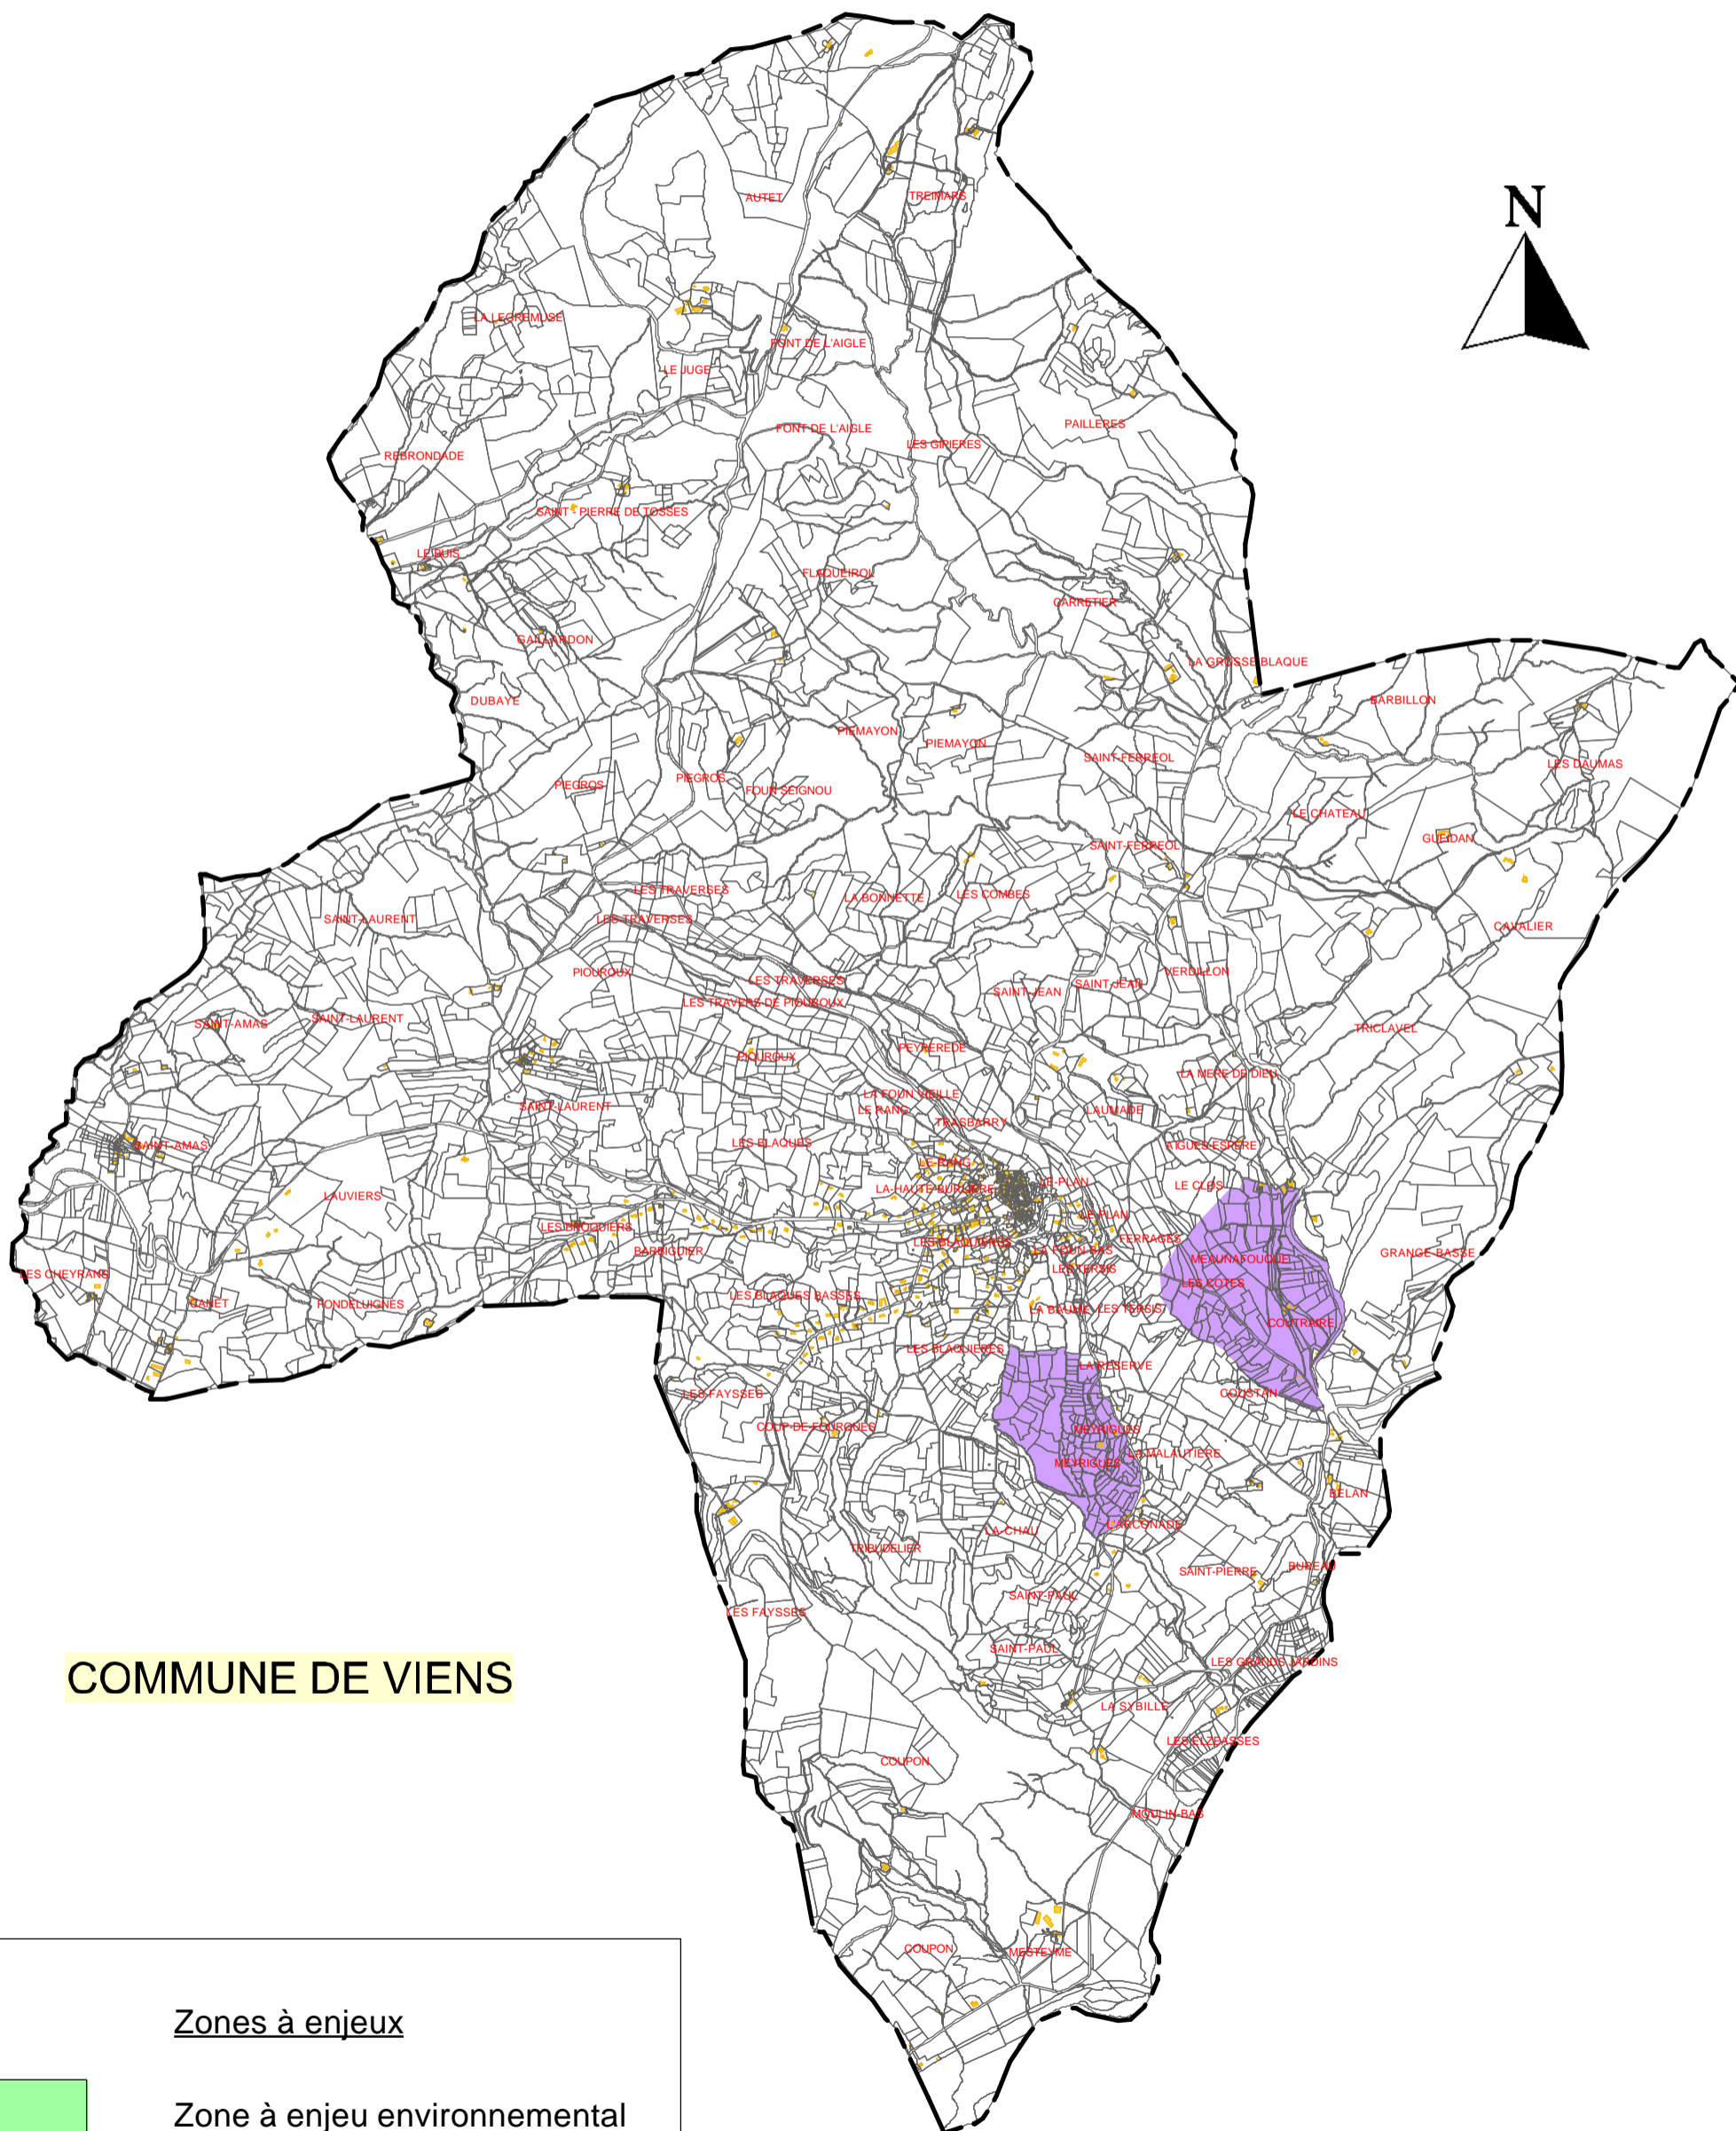 N
AUTET
TREIMARS
LA LEGREMUSE
FONT DE L'AIGLE
LE JUGE
PAILLERES
FONT DE L'AIGLE
LES GIPIERES
REBRONDADE
SAINT - PIERRE DE TOSSES
LE BUIS
FLAQUEIROL
CARRETIER
GAILLARDON
LA GROSSE BLAQUE
DUBAYE
BARBILLON
PIEMAYON
PIEMAYON
SAINT-FERREOL
LES DAUMAS
PIEGROS
PIEGROS
FOUN SEIGNOU
LE CHATEAU
GUEIDAN
SAINT-FERREOL
LES TRAVERSES
LA BONNETTE
LES COMBES
SAINT-LAURENT
LES TRAVERSES
CAVALIER
PIOUROUX
VERDILLON
LES TRAVERSES
SAINT-JEAN
SAINT-JEAN
LES TRAVERS DE PIOUROUX
SAINT-AMAS
SAINT-LAURENT
TRICLAVEL
PEYREREDE
PIOUROUX
LA MERE DE DIEU
LA FOUN VIEILLE
SAINT-LAURENT
LE RANG
LAUMADE
TRASBARRY
LES BLAQUES
SAINT-AMAS
AIGUES-ESPERE
LE RANG
LE PLAN
LE CLOS
LAUVIERS
LE PLAN
LES BROQUIERS
FERRAGES
LES BLAQUIERES
BARBIGUIER
LA FOUN BAS
GRANGE-BASSE
MEAUNAFOUQUE
LES CHEYRANS
LES TERSIS
LES COTES
LES BLAQUES BASSES
CANET
FONDELUIGNES
LA BAUME
LES TERSIS
COUTRAIRE
LES BLAQUIERES
LA RESERVE
LES FAYSSES
COUSTAN
COUP-DE-FOURQUES
MEYRIGUES
LA MALAUTIERE
MEYRIGUES
BELAN
L'ARCONADE
LA-CHAU
TRIBUDELIER
SAINT-PIERRE
BUREAU
SAINT-PAUL
LES FAYSSES
SAINT-PAUL
LES GRANDS JARDINS
COMMUNE DE VIENS
LA SYBILLE
LES ELZEASSES
COUPON
MOULIN-BAS
COUPON
MESTEYME
Zones à enjeux
Zone à enjeu environnemental